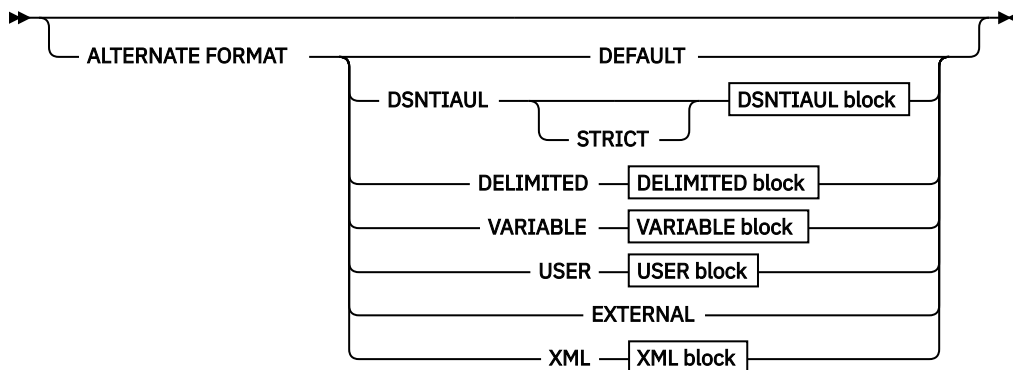 ALTERNATE FORMAT DEFAULT
DSNTIAUL DSNTIAUL block
STRICT
DELIMITED DELIMITED block
VARIABLE VARIABLE block
USER USER block
EXTERNAL
XML XML block